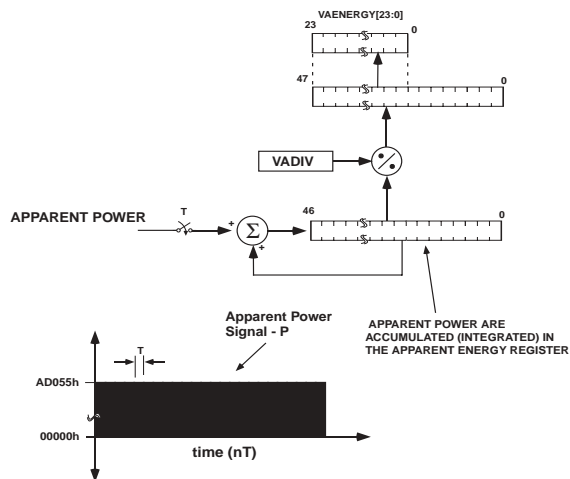 VAENERGY[23:0]
23
0
47
0
VADIV
%
APPARENT POWER
T
+
Σ
+
46
0
APPARENT POWER ARE
ACCUMULATED (INTEGRATED) IN
THE APPARENT ENERGY REGISTER
Apparent Power
Signal - P
T
AD055h
00000h
time (nT)